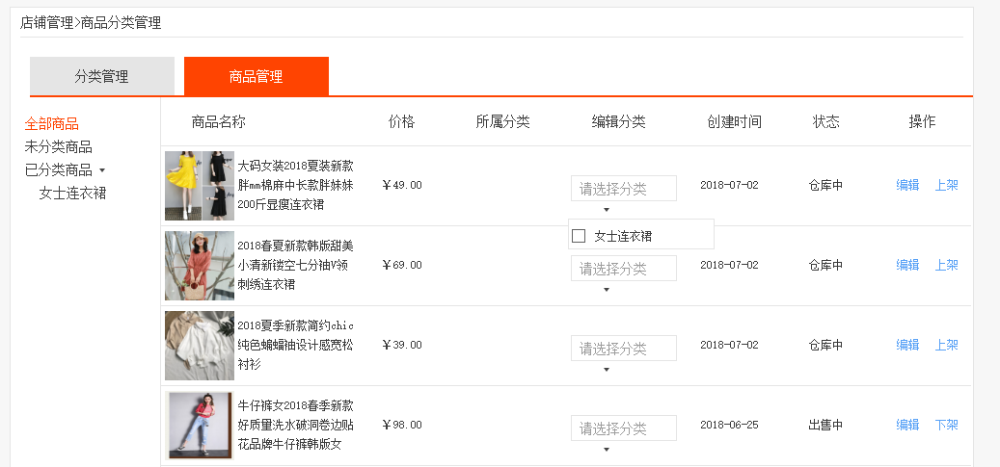 店铺管理>商品分类管理
分类管理 商品管理
全部商品
未分类商品
已分类商品
女士连衣裙
商品名称 价格 所属分类 编辑分类 创建时间 状态 操作
大码女装2018夏装新款
胖mm棉麻中长款胖妹妹
200斤显瘦连衣裙
￥49.00 请选择分类 2018-07-02 仓库中 编辑 上架
女士连衣裙
2018春夏新款韩版甜美
小清新镂空七分袖V领
刺绣连衣裙
￥69.00 请选择分类 2018-07-02 仓库中 编辑 上架
2018夏季新款简约chic
纯色蝙蝠袖设计感宽松
衬衫
￥39.00 请选择分类 2018-07-02 仓库中 编辑 上架
牛仔裤女2018春季新款
好质量洗水破洞卷边贴
花品牌牛仔裤韩版女
￥98.00 请选择分类 2018-06-25 出售中 编辑 下架